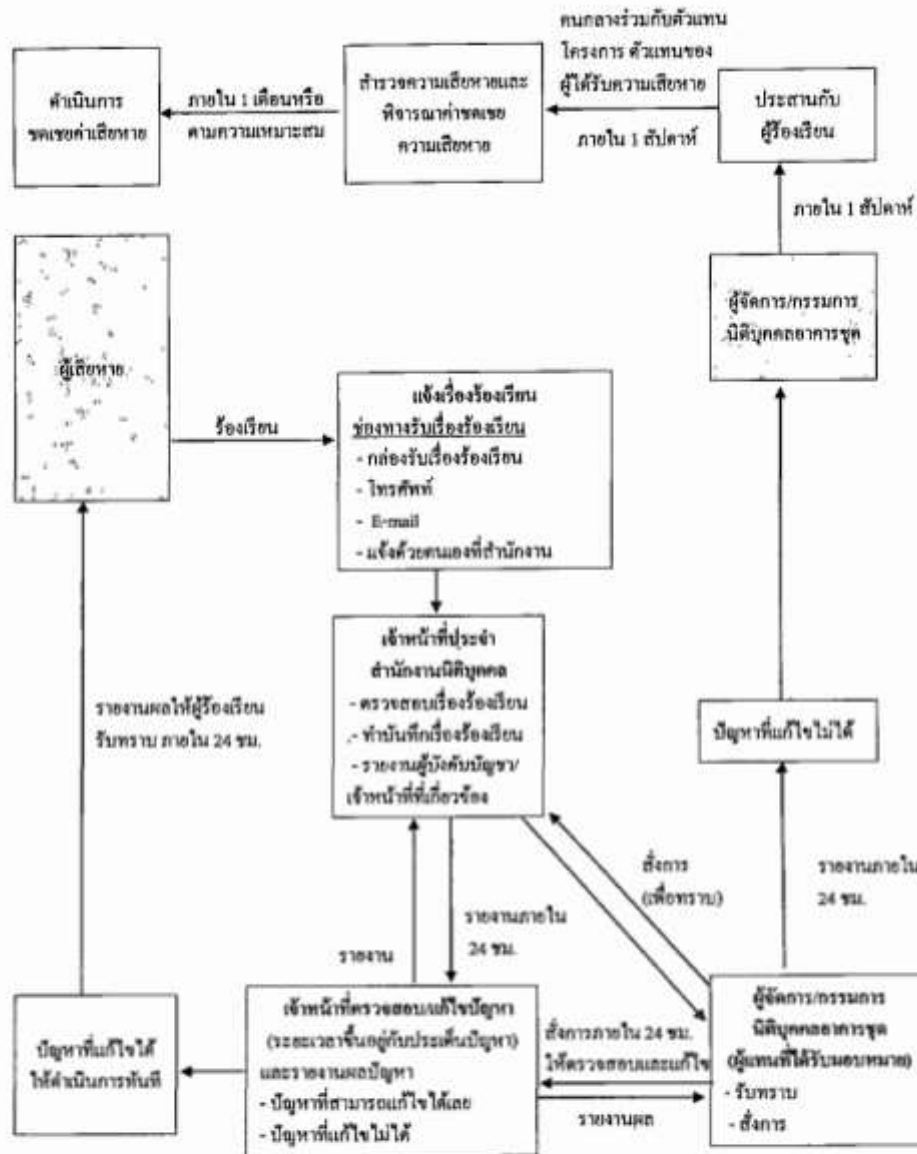 คนกลางร่วมกับตัวแทน
โครงการ ตัวแทนของ
ผู้ได้รับความเสียหาย
ภายใน 1 สัปดาห์
ดำเนินการ
ชดเชยค่าเสียหาย
ภายใน 1 เดือนหรือ
ตามความเหมาะสม
สำรวจความเสียหายและ
พิจารณาค่าชดเชย
ความเสียหาย
ประสานกับ
ผู้ร้องเรียน
ภายใน 1 สัปดาห์
ผู้จัดการ/กรรมการ
นิติบุคคลอาคารชุด
ผู้เสียหาย
ร้องเรียน
แจ้งเรื่องร้องเรียน
ช่องทางรับเรื่องร้องเรียน
- กล่องรับเรื่องร้องเรียน
- โทรศัพท์
- E-mail
- แจ้งด้วยตนเองที่สำนักงาน
เจ้าหน้าที่ประจำ
สำนักงานนิติบุคคล
- ตรวจสอบเรื่องร้องเรียน
- ทำบันทึกเรื่องร้องเรียน
- รายงานผู้บังคับบัญชา/
เจ้าหน้าที่ที่เกี่ยวข้อง
รายงานผลให้ผู้ร้องเรียน
รับทราบ ภายใน 24 ชม.
ปัญหาที่แก้ไขไม่ได้
สั่งการ
(เพื่อทราบ)
รายงานภายใน
24 ชม.
รายงาน
รายงานภายใน
24 ชม.
ปัญหาที่แก้ไขได้
ให้ดำเนินการทันที
เจ้าหน้าที่ตรวจสอบ/แก้ไขปัญหา
(ระยะเวลาขึ้นอยู่กับประเด็นปัญหา)
และรายงานผลปัญหา
- ปัญหาที่สามารถแก้ไขได้เลย
- ปัญหาที่แก้ไขไม่ได้
สั่งการภายใน 24 ชม.
ให้ตรวจสอบและแก้ไข
รายงานผล
ผู้จัดการ/กรรมการ
นิติบุคคลอาคารชุด
(ผู้แทนที่ได้รับมอบหมาย)
- รับทราบ
- สั่งการ